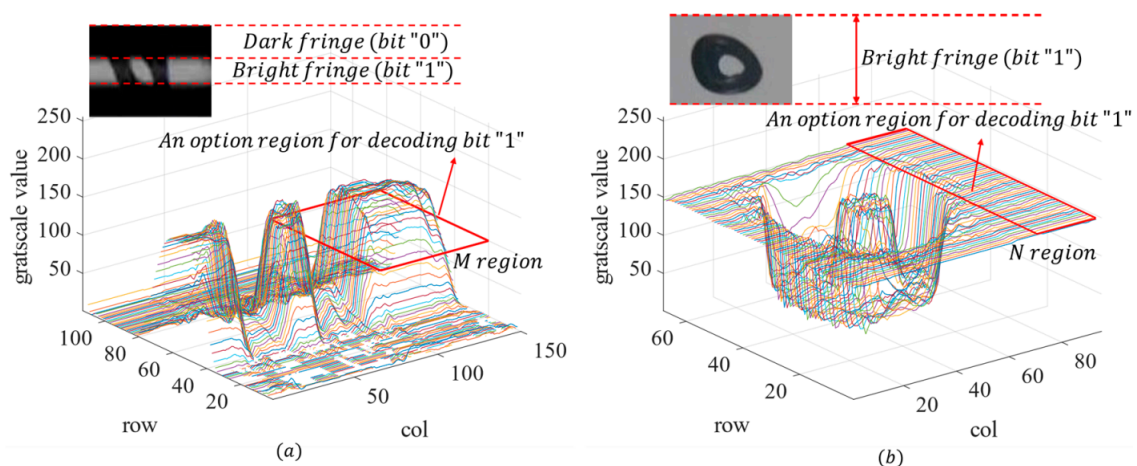 Dark fringe (bit "0")
Bright fringe (bit "1")
An option region for decoding bit "1"
M region
250
200
150
100
50
gratscale value
100
80
60
40
20
row
50
100
150
col
(a)
Bright fringe (bit "1")
An option region for decoding bit "1"
N region
250
200
150
100
50
gratscale value
60
40
20
row
20
40
60
80
col
(b)